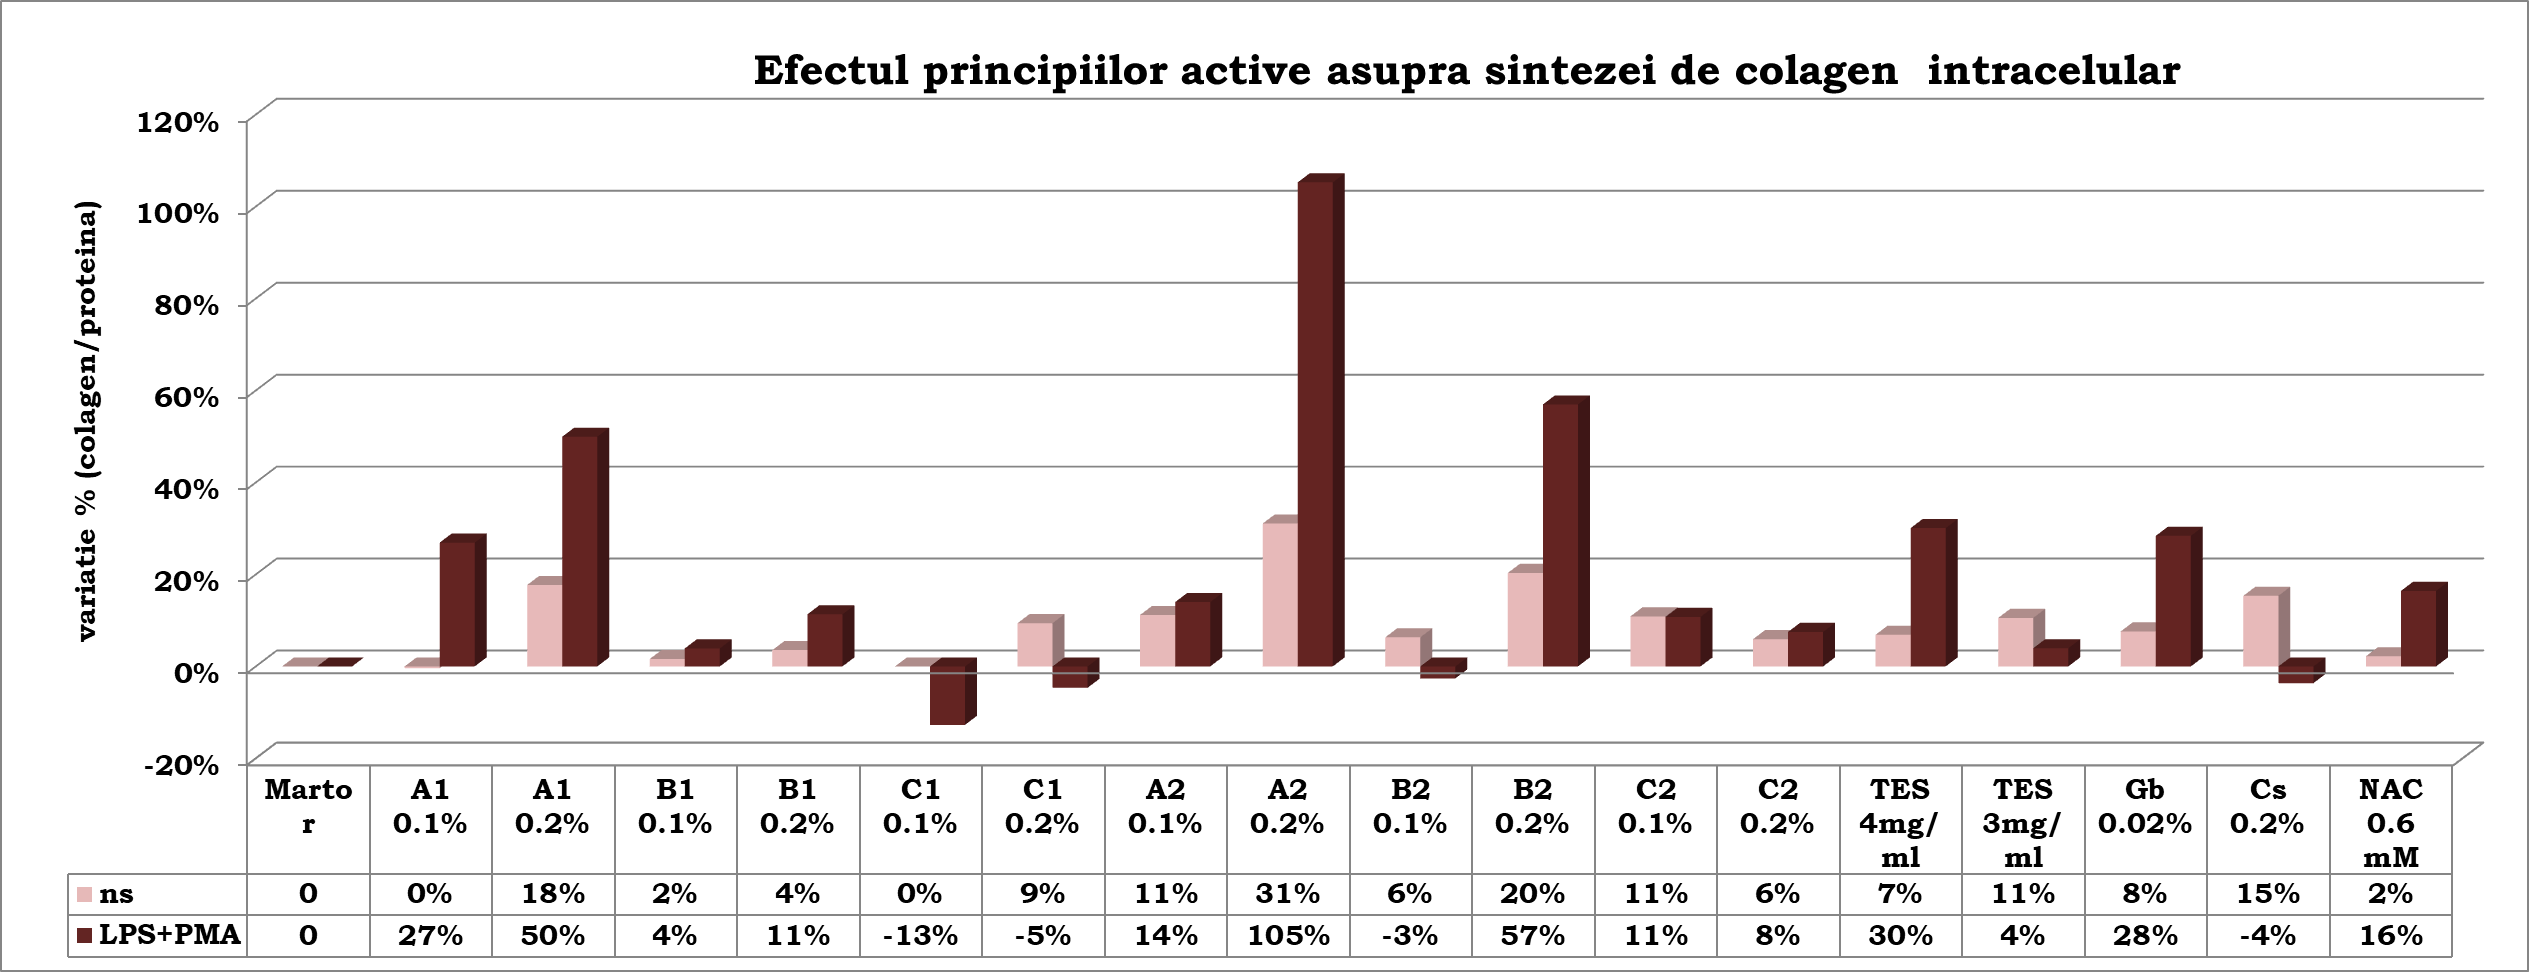 Efectul principiilor active asupra sintezei de colagen  intracelular
variatie % (colagen/proteina)
120%
100%
80%
60%
40%
20%
0%
-20%
Marto
r
A1
0.1%
A1
0.2%
B1
0.1%
B1
0.2%
C1
0.1%
C1
0.2%
A2
0.1%
A2
0.2%
B2
0.1%
B2
0.2%
C2
0.1%
C2
0.2%
TES
4mg/
ml
TES
3mg/
ml
Gb
0.02%
Cs
0.2%
NAC
0.6
mM
ns 0 0% 18% 2% 4% 0% 9% 11% 31% 6% 20% 11% 6% 7% 11% 8% 15% 2%
LPS+PMA 0 27% 50% 4% 11% -13% -5% 14% 105% -3% 57% 11% 8% 30% 4% 28% -4% 16%